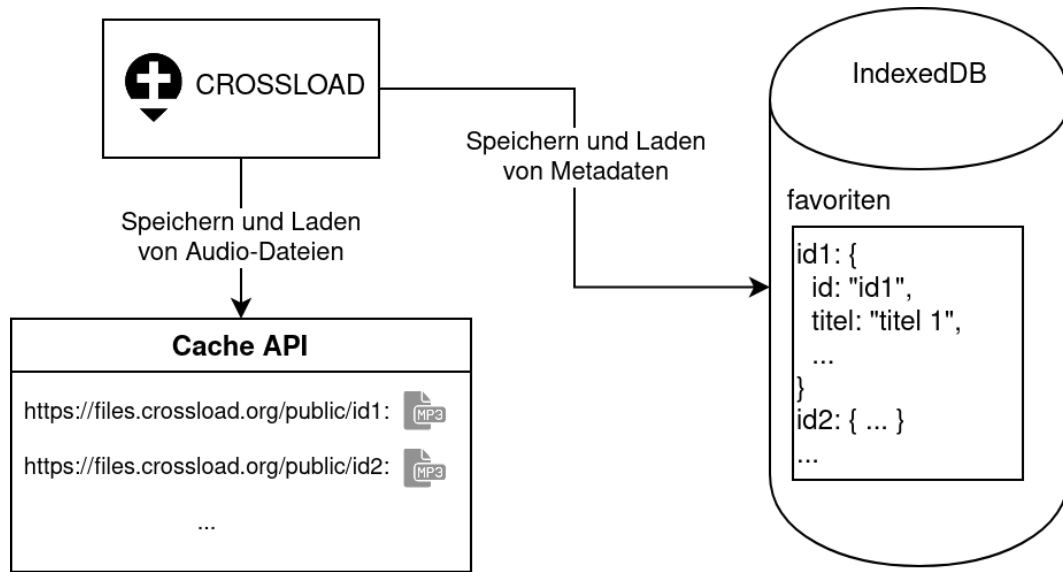 CROSSLOAD
IndexedDB
Speichern und Laden
von Metadaten
Speichern und Laden
von Audio-Dateien
favoriten
id1: {
id: "id1",
titel: "titel 1",
...
}
id2: { ... }
...
Cache API
https://files.crossload.org/public/id1:
MP3
https://files.crossload.org/public/id2:
MP3
...